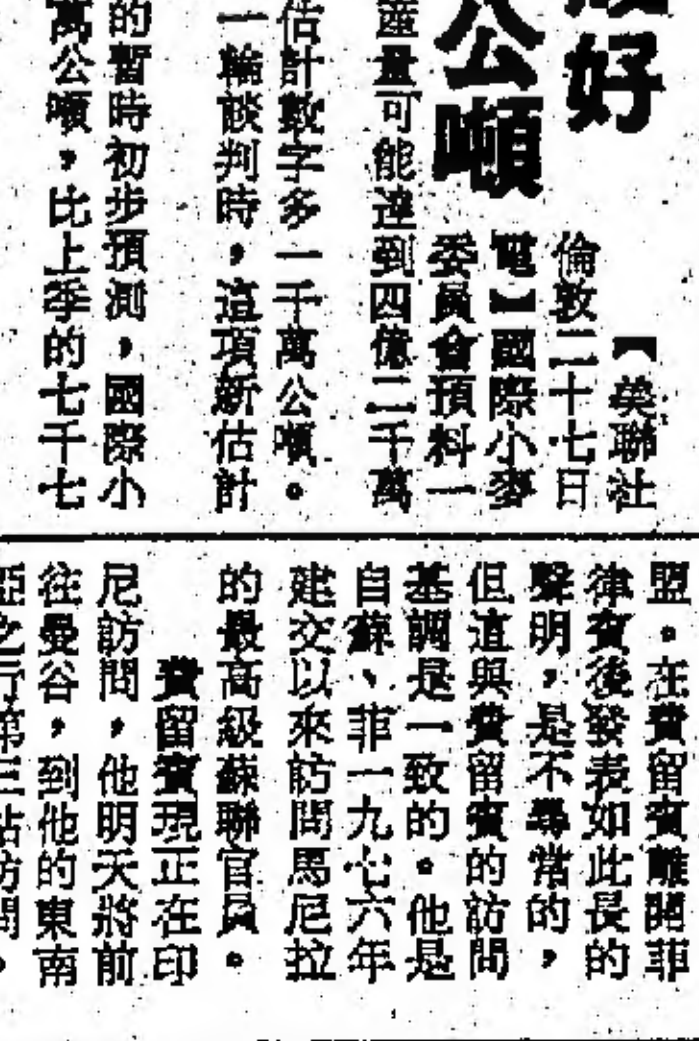 好
公噸
【美聯社
倫敦二十七日
電】國際小麥
委員會預料一
產量可能達到四億二千萬
估計數字多一千萬公噸。
一輪談判時,這項新估計
的暫時初步預測,國際小
萬公噸,比上季的七千七
盟。在費留賓離開菲
律賓後發表如此長的
聲明,是不尋常的,
但這與費留賓的訪問
基調是一致的。他是
自蘇、菲一九七六年
建交以來訪問馬尼拉
的最高級蘇聯官員。
費留賓現正在印
尼訪問,他明天將前
往曼谷,到他的東南
亞之行第三站訪問。